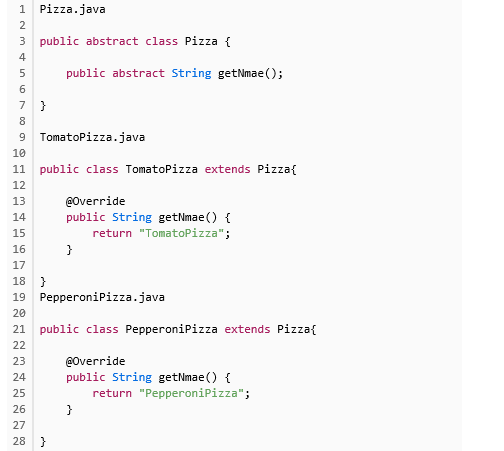 1 Pizza.java
2
3 public abstract class Pizza {
4
5     public abstract String getNmae();
6
7 }
8
9 TomatoPizza.java
10
11 public class TomatoPizza extends Pizza{
12
13     @Override
14     public String getNmae() {
15         return "TomatoPizza";
16     }
17
18 }
19 PepperoniPizza.java
20
21 public class PepperoniPizza extends Pizza{
22
23     @Override
24     public String getNmae() {
25         return "PepperoniPizza";
26     }
27
28 }